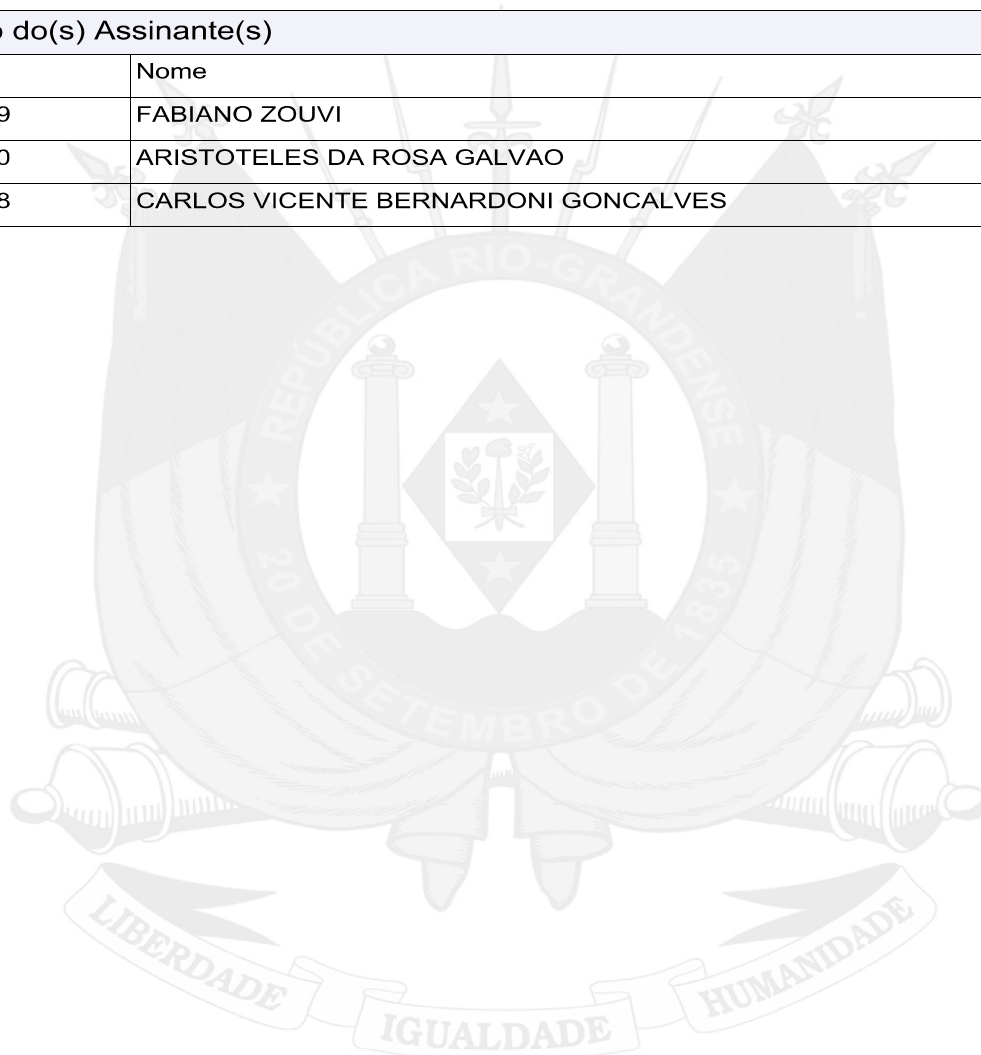 o do(s) Assinante(s)
Nome
9 FABIANO ZOUVI
0 ARISTOTELES DA ROSA GALVAO
8 CARLOS VICENTE BERNARDONI GONCALVES
REPÚBLICA RIO-GRANDENSE
20 DE SETEMBRO DE 1835
LIBERDADE IGUALDADE HUMANIDADE